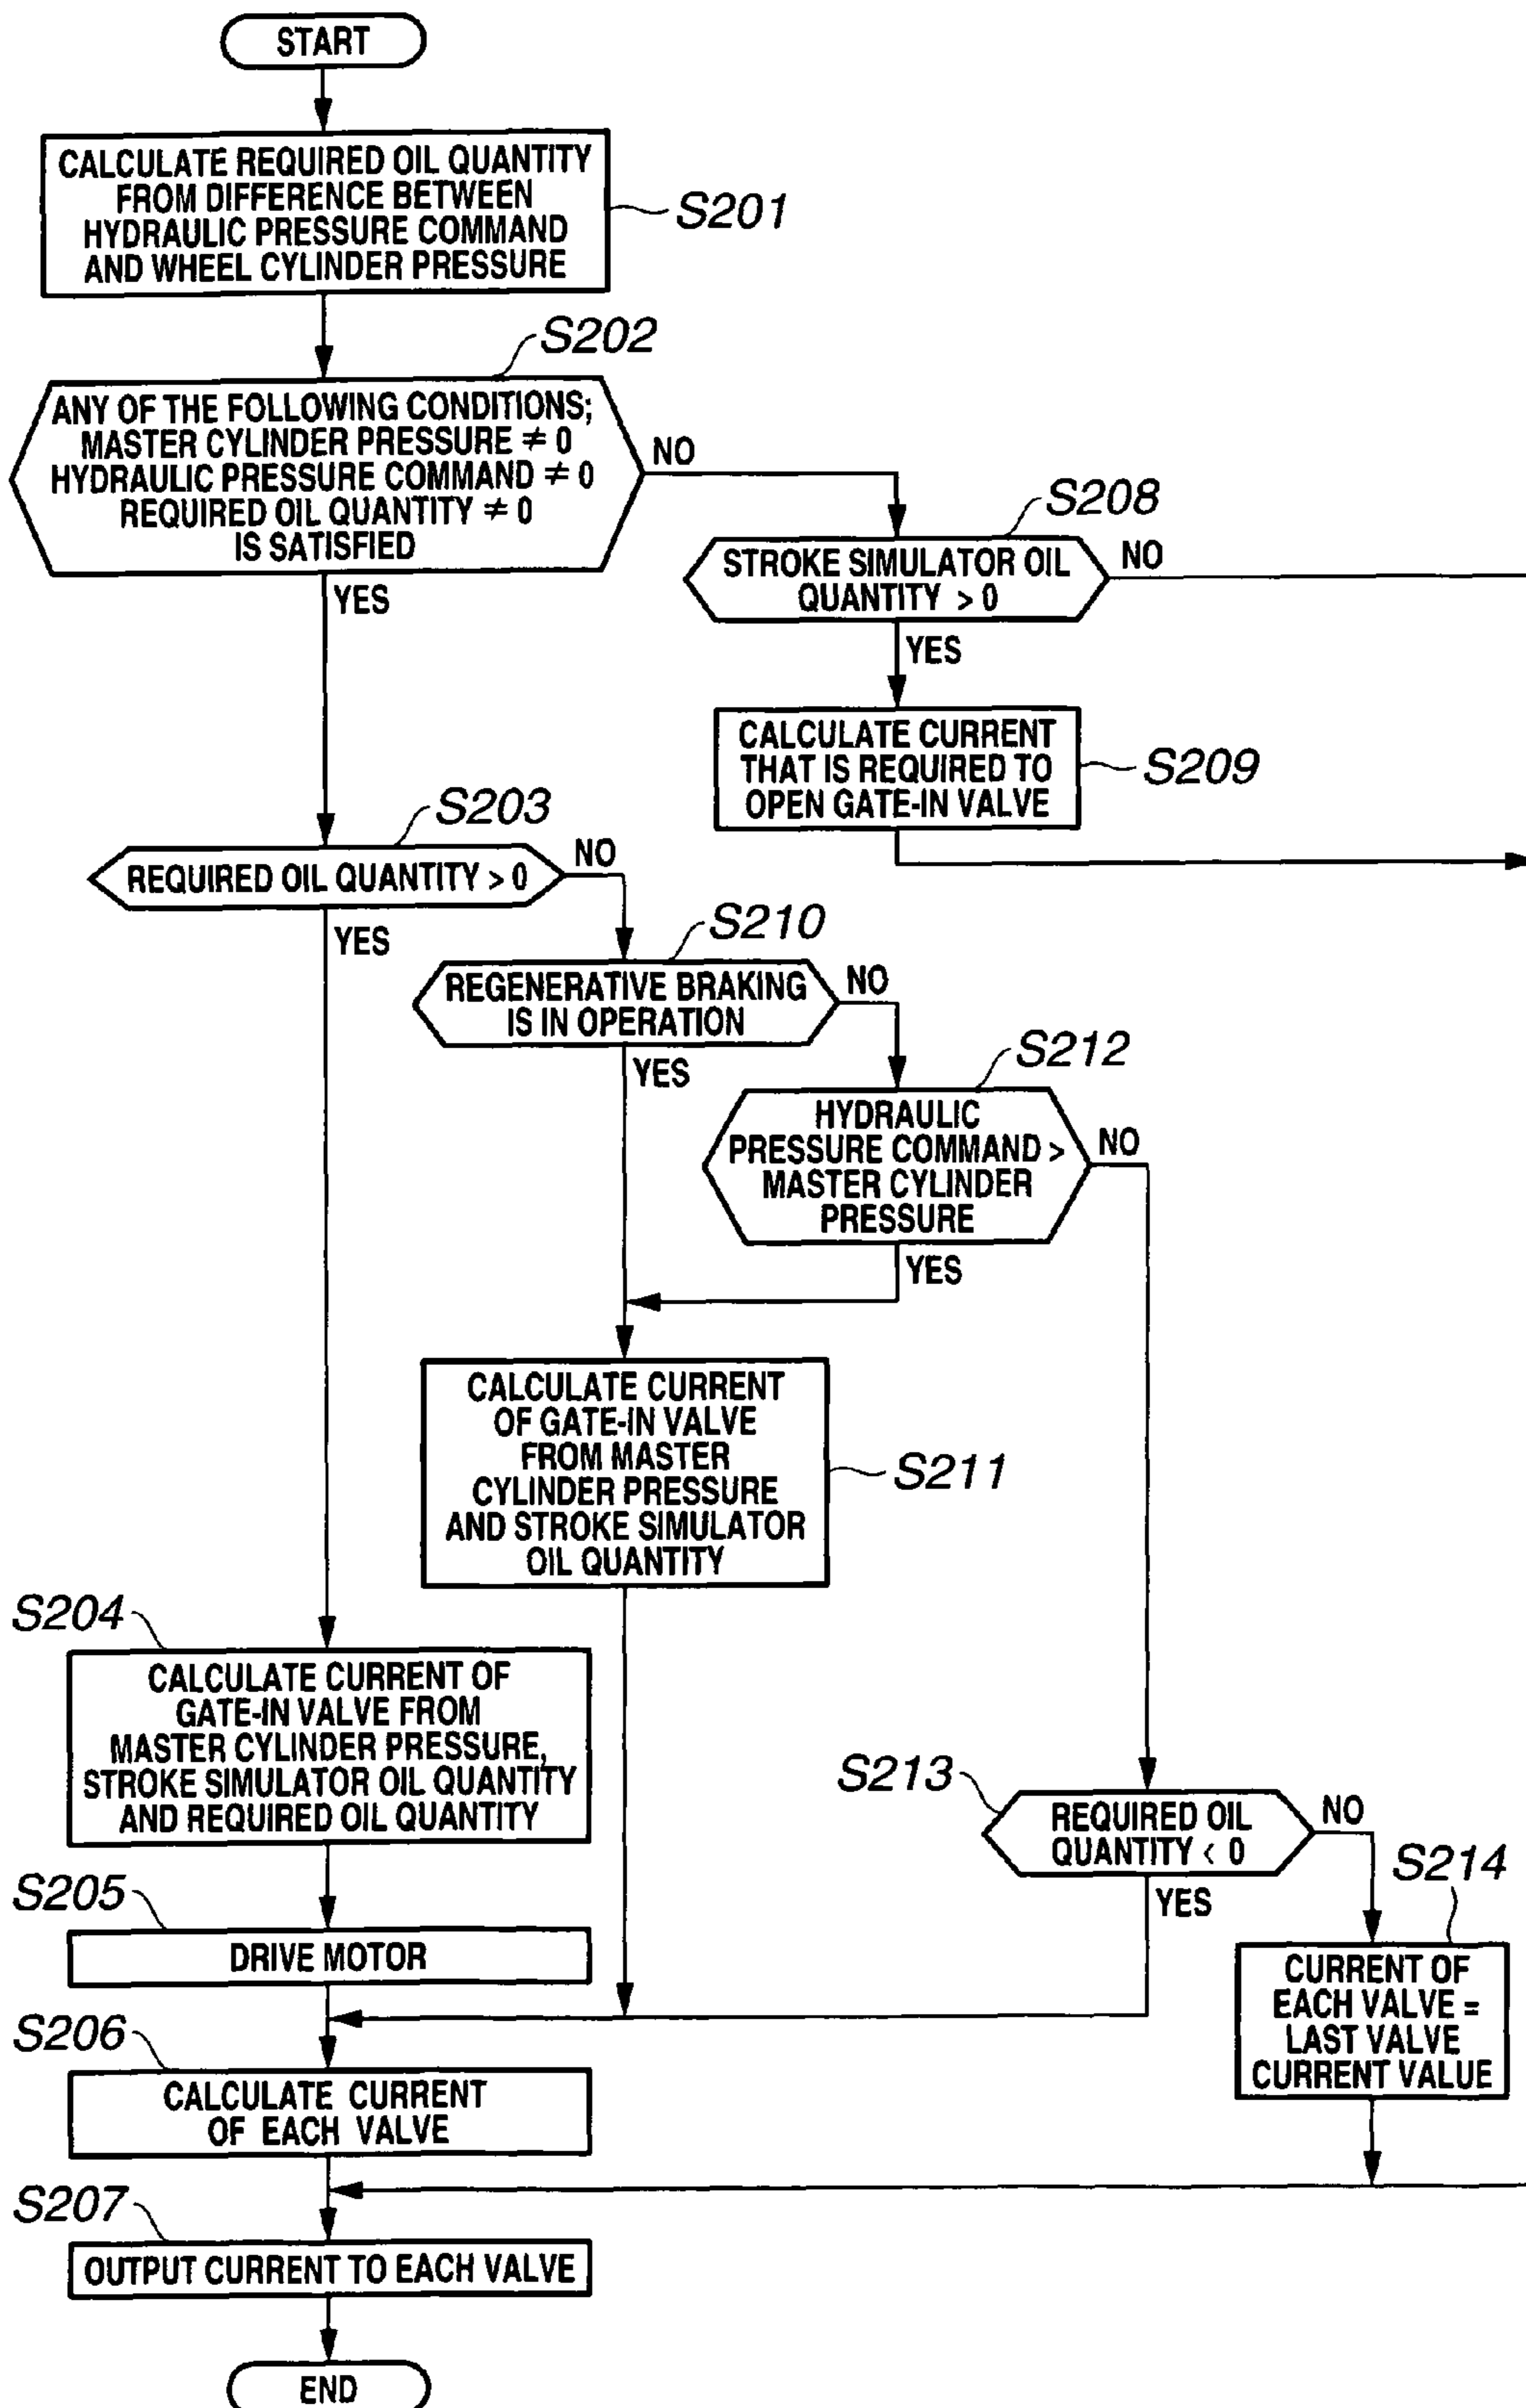 START
CALCULATE REQUIRED OIL QUANTITY
FROM DIFFERENCE BETWEEN
HYDRAULIC PRESSURE COMMAND
AND WHEEL CYLINDER PRESSURE
S201
S202
ANY OF THE FOLLOWING CONDITIONS;
MASTER CYLINDER PRESSURE ≠ 0
HYDRAULIC PRESSURE COMMAND ≠ 0
REQUIRED OIL QUANTITY ≠ 0
IS SATISFIED
NO
YES
S208
STROKE SIMULATOR OIL
QUANTITY > 0
NO
YES
CALCULATE CURRENT
THAT IS REQUIRED TO
OPEN GATE-IN VALVE
S209
S203
REQUIRED OIL QUANTITY > 0
NO
YES
S210
REGENERATIVE BRAKING
IS IN OPERATION
NO
YES
S212
HYDRAULIC
PRESSURE COMMAND >
MASTER CYLINDER
PRESSURE
NO
YES
CALCULATE CURRENT
OF GATE-IN VALVE
FROM MASTER
CYLINDER PRESSURE
AND STROKE SIMULATOR
OIL QUANTITY
S211
S204
CALCULATE CURRENT OF
GATE-IN VALVE FROM
MASTER CYLINDER PRESSURE,
STROKE SIMULATOR OIL QUANTITY
AND REQUIRED OIL QUANTITY
S213
REQUIRED OIL
QUANTITY < 0
NO
YES
S214
CURRENT OF
EACH VALVE =
LAST VALVE
CURRENT VALUE
S205
DRIVE MOTOR
S206
CALCULATE CURRENT
OF EACH VALVE
S207
OUTPUT CURRENT TO EACH VALVE
END